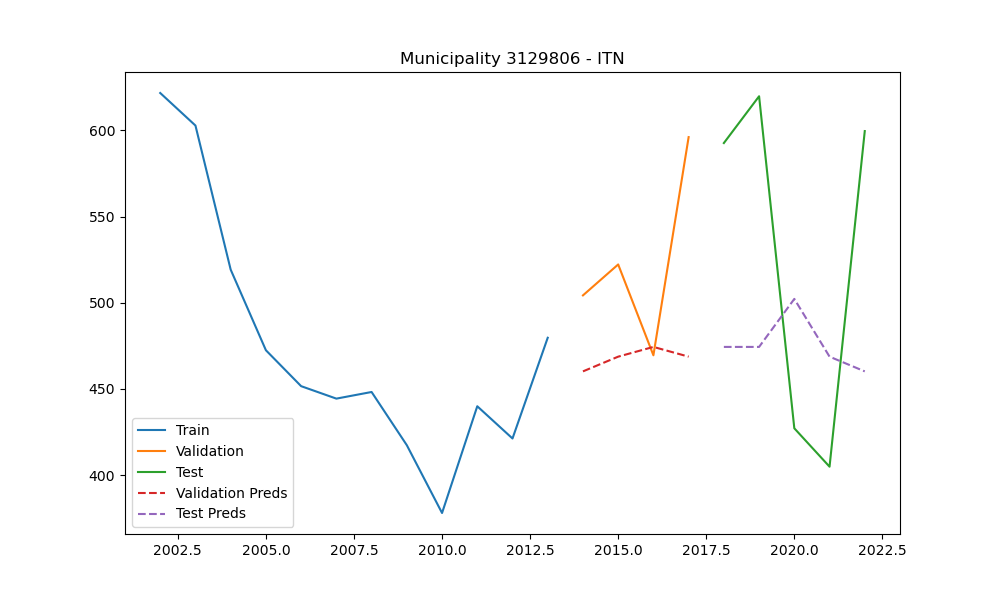 Municipality 3129806 - ITN
600
550
500
450
400
Train
Validation
Test
Validation Preds
Test Preds
2002.5 2005.0 2007.5 2010.0 2012.5 2015.0 2017.5 2020.0 2022.5